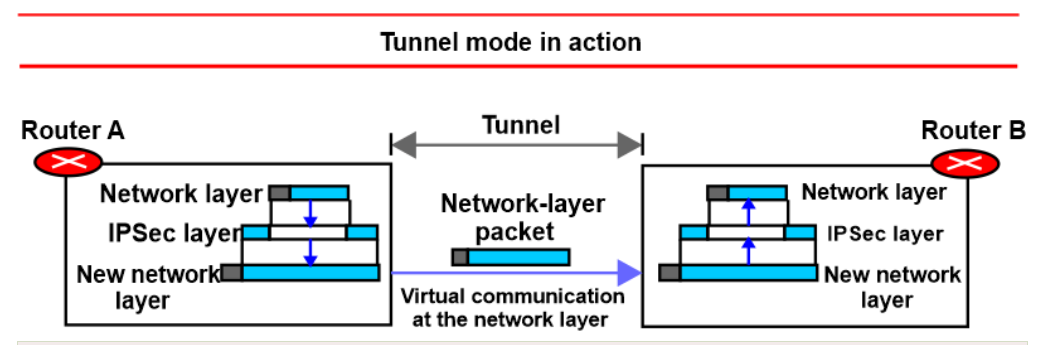 Tunnel mode in action
Router A
Tunnel
Router B
Network layer
IPSec layer
New network
layer
Network-layer
packet
Virtual communication
at the network layer
Network layer
IPSec layer
New network
layer